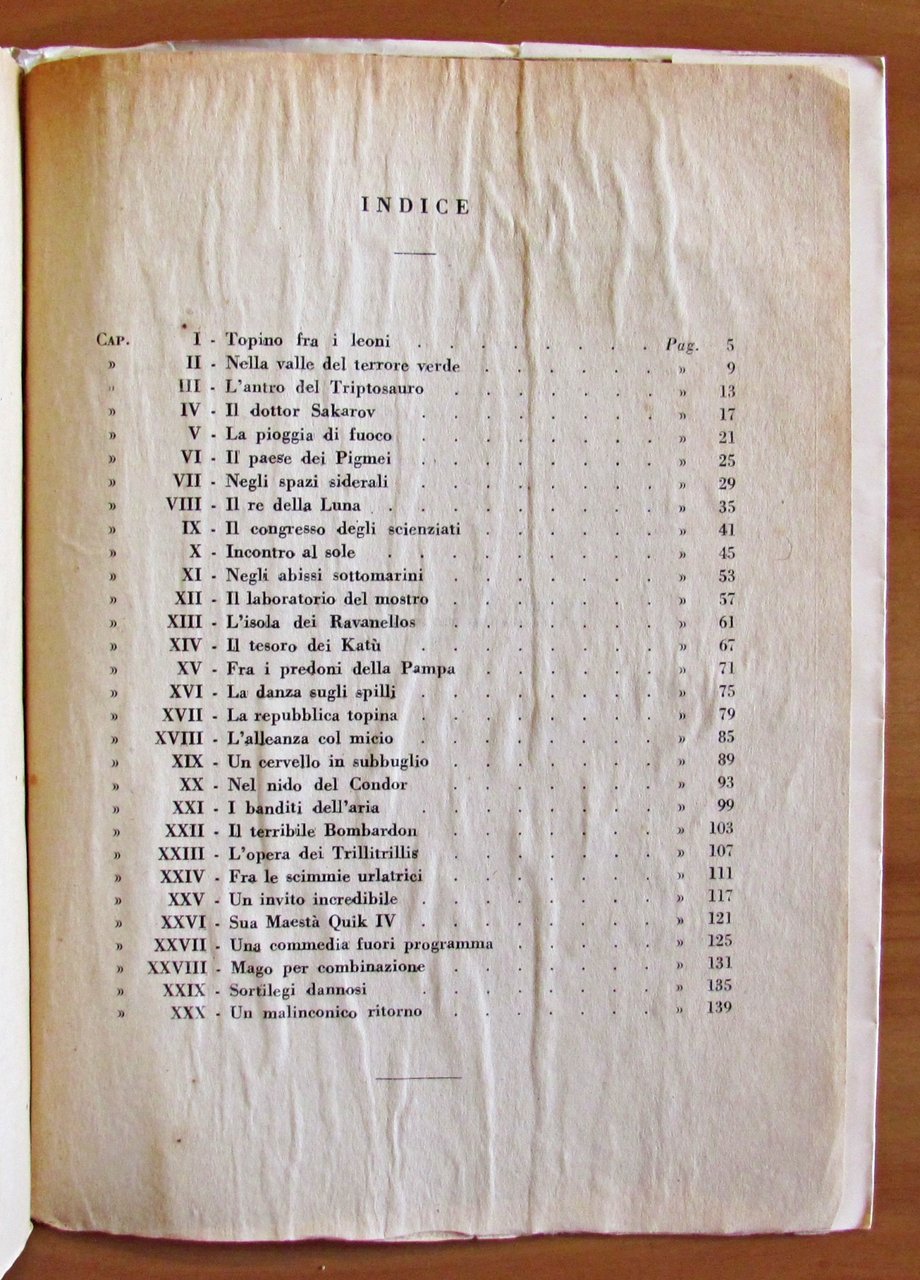 INDICE
CAP. I - Topino fra i leoni . . . . . . . . Pag. 5
» II - Nella valle del terrore verde . . . . . . » 9
» III - L'antro del Triptosauro . . . . . . . » 13
» IV - Il dottor Sakarov . . . . . . . . » 17
» V - La pioggia di fuoco . . . . . . . . » 21
» VI - Il paese dei Pigmei . . . . . . . . » 25
» VII - Negli spazi siderali . . . . . . . . » 29
» VIII - Il re della Luna . . . . . . . . . » 35
» IX - Il congresso degli scienziati . . . . . . » 41
» X - Incontro al sole . . . . . . . . . » 45
» XI - Negli abissi sottomarini . . . . . . . » 53
» XII - Il laboratorio del mostro . . . . . . . » 57
» XIII - L'isola dei Ravanellos . . . . . . . » 61
» XIV - Il tesoro dei Katù . . . . . . . . » 67
» XV - Fra i predoni della Pampa . . . . . . » 71
» XVI - La danza sugli spilli . . . . . . . . » 75
» XVII - La repubblica topina . . . . . . . . » 79
» XVIII - L'alleanza col micio . . . . . . . . » 85
» XIX - Un cervello in subbuglio . . . . . . . » 89
» XX - Nel nido del Condor . . . . . . . » 93
» XXI - I banditi dell'aria . . . . . . . . » 99
» XXII - Il terribile Bombardon . . . . . . . » 103
» XXIII - L'opera dei Trillitrillis . . . . . . . » 107
» XXIV - Fra le scimmie urlatrici . . . . . . . » 111
» XXV - Un invito incredibile . . . . . . . . » 117
» XXVI - Sua Maestà Quik IV . . . . . . . . » 121
» XXVII - Una commedia fuori programma . . . . . » 125
» XXVIII - Mago per combinazione . . . . . . . » 131
» XXIX - Sortilegi dannosi . . . . . . . . » 135
» XXX - Un malinconico ritorno . . . . . . . » 139